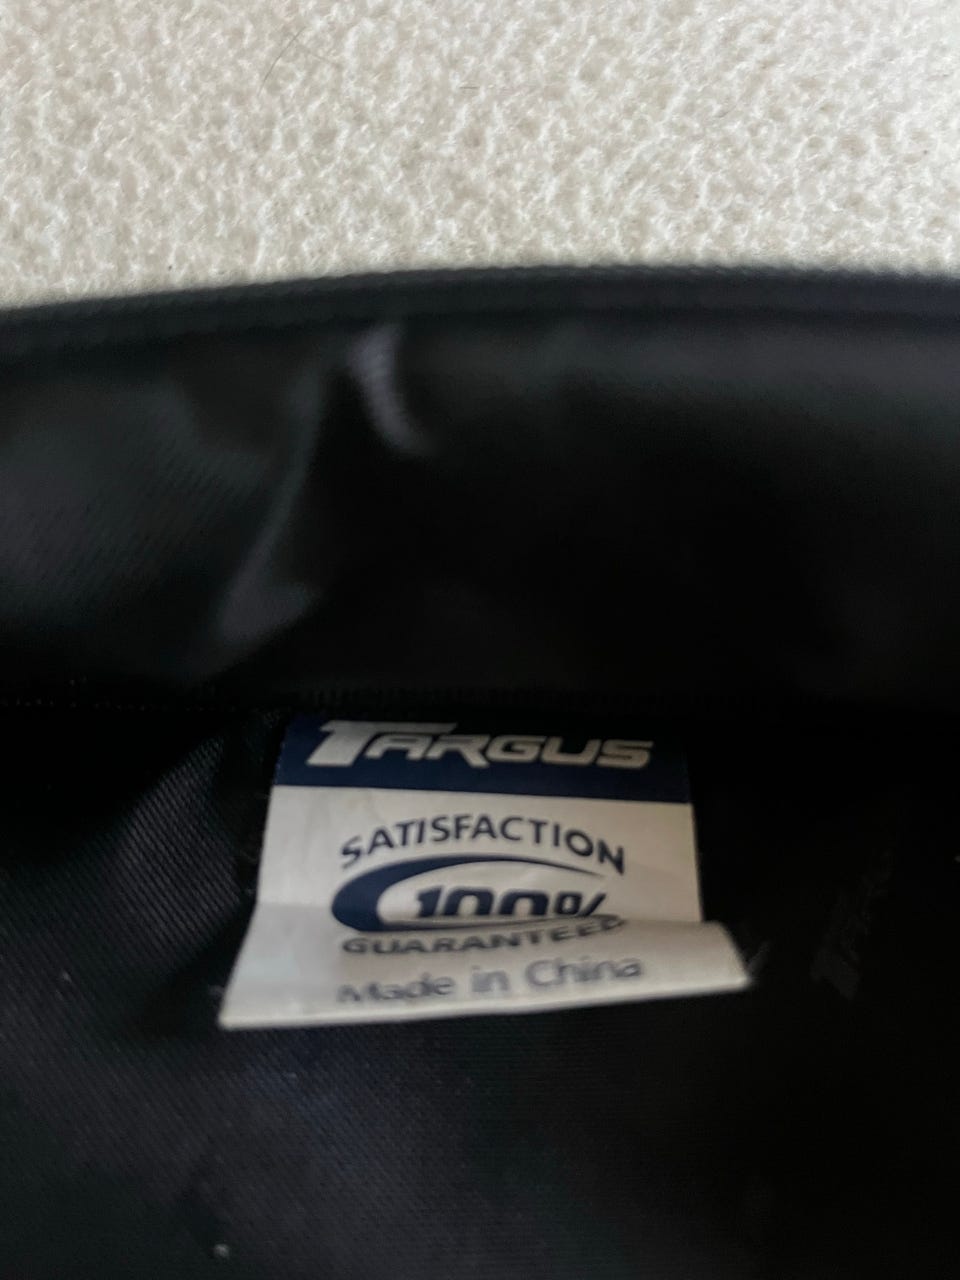 TARGUS
SATISFACTION
100%
GUARANTEED
Made in China